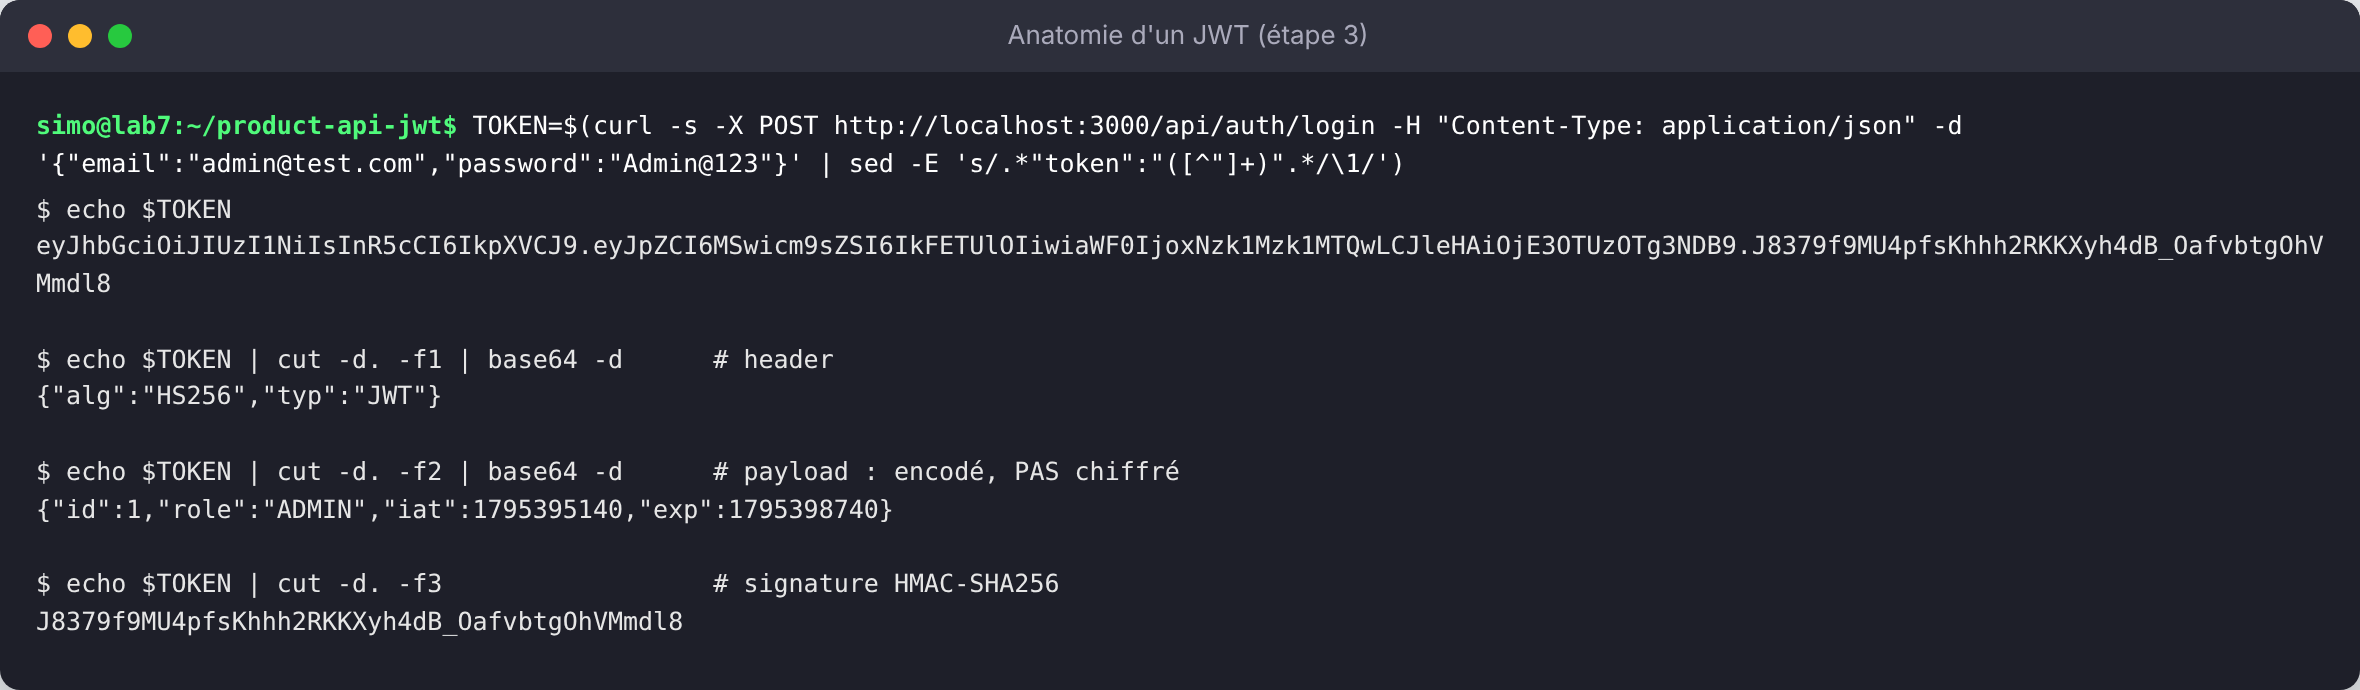 Anatomie d'un JWT (étape 3)
simo@lab7:~/product-api-jwt$ TOKEN=$(curl -s -X POST http://localhost:3000/api/auth/login -H "Content-Type: application/json" -d
'{"email":"admin@test.com","password":"Admin@123"}' | sed -E 's/.*"token":"([^"]+)".*/\1/')
$ echo $TOKEN
eyJhbGciOiJIUzI1NiIsInR5cCI6IkpXVCJ9.eyJpZCI6MSwicm9sZSI6IkFETUlOIiwiaWF0IjoxNzk1Mzk1MTQwLCJleHAiOjE3OTUzOTg3NDB9.J8379f9MU4pfsKhhh2RKKXyh4dB_OafvbtgOhV
Mmdl8
$ echo $TOKEN | cut -d. -f1 | base64 -d      # header
{"alg":"HS256","typ":"JWT"}
$ echo $TOKEN | cut -d. -f2 | base64 -d      # payload : encodé, PAS chiffré
{"id":1,"role":"ADMIN","iat":1795395140,"exp":1795398740}
$ echo $TOKEN | cut -d. -f3                  # signature HMAC-SHA256
J8379f9MU4pfsKhhh2RKKXyh4dB_OafvbtgOhVMmdl8